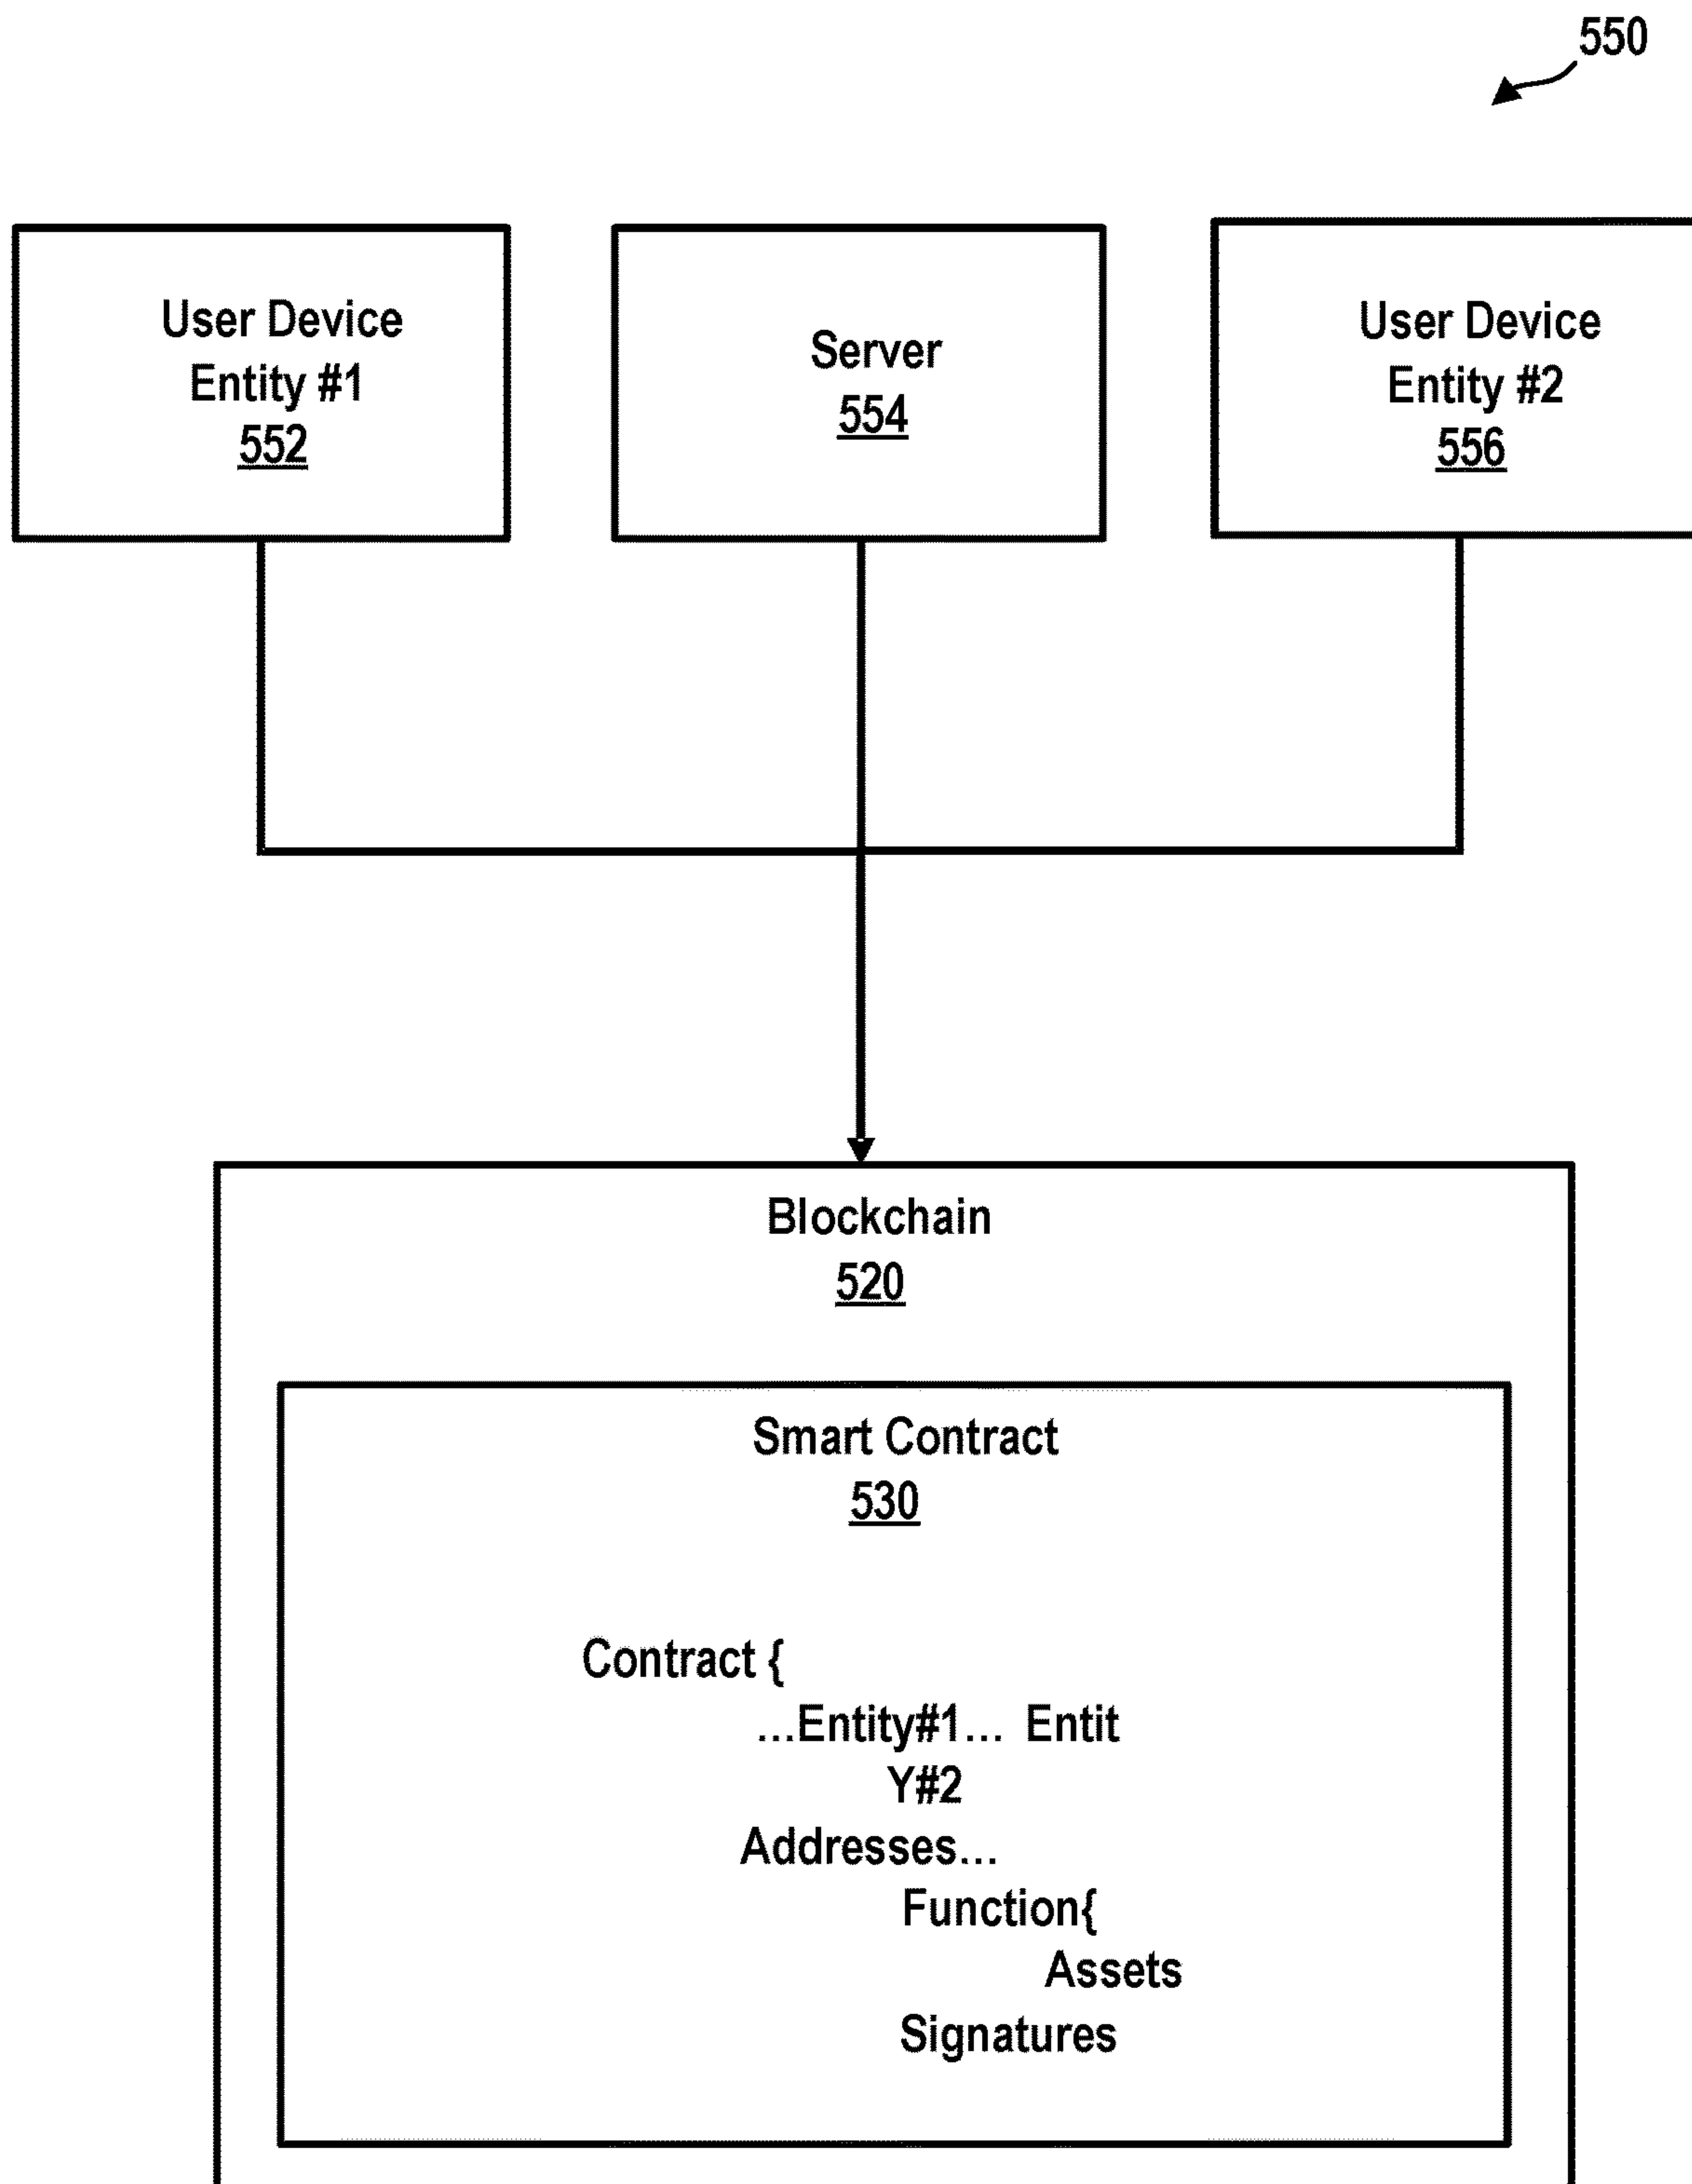 550
User Device
Entity #1
552
Server
554
User Device
Entity #2
556
Blockchain
520
Smart Contract
530
Contract {
...Entity#1... Entit
Y#2
Addresses...
Function{
Assets
Signatures